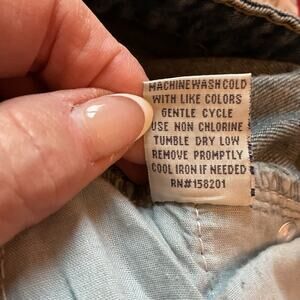 MACHINE WASH COLD
WITH LIKE COLORS
GENTLE CYCLE
USE NON CHLORINE
TUMBLE DRY LOW
REMOVE PROMPTLY
COOL IRON IF NEEDED
RN#158201